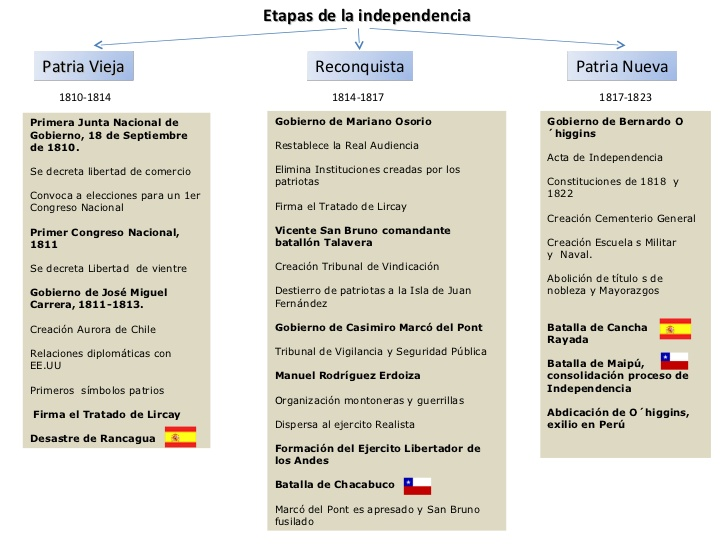 Etapas de la independencia
Patria Vieja
1810-1814
Primera Junta Nacional de
Gobierno, 18 de Septiembre
de 1810.
Se decreta libertad de comercio
Convoca a elecciones para un 1er
Congreso Nacional
Primer Congreso Nacional,
1811
Se decreta Libertad de vientre
Gobierno de José Miguel
Carrera, 1811-1813.
Creación Aurora de Chile
Relaciones diplomáticas con
EE.UU
Primeros símbolos patrios
Firma el Tratado de Lircay
Desastre de Rancagua
Reconquista
1814-1817
Gobierno de Mariano Osorio
Restablece la Real Audiencia
Elimina Instituciones creadas por los
patriotas
Firma el Tratado de Lircay
Vicente San Bruno comandante
batallón Talavera
Creación Tribunal de Vindicación
Destierro de patriotas a la Isla de Juan
Fernández
Gobierno de Casimiro Marcó del Pont
Tribunal de Vigilancia y Seguridad Pública
Manuel Rodríguez Erdoiza
Organización montoneras y guerrillas
Dispersa al ejercito Realista
Formación del Ejercito Libertador de
los Andes
Batalla de Chacabuco
Marcó del Pont es apresado y San Bruno
fusilado
Patria Nueva
1817-1823
Gobierno de Bernardo O
´higgins
Acta de Independencia
Constituciones de 1818 y
1822
Creación Cementerio General
Creación Escuela s Militar
y Naval.
Abolición de título s de
nobleza y Mayorazgos
Batalla de Cancha
Rayada
Batalla de Maipú,
consolidación proceso de
Independencia
Abdicación de O´higgins,
exilio en Perú